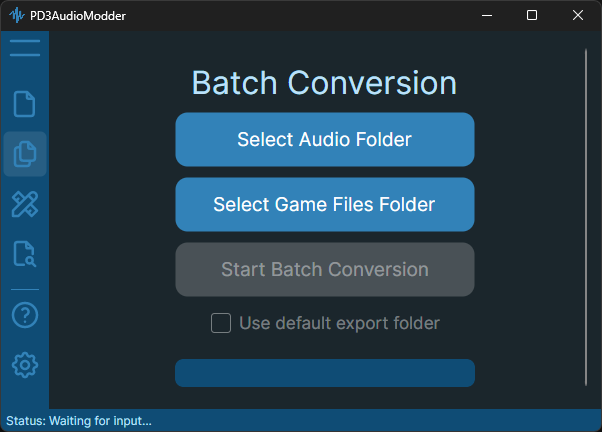 PD3AudioModder
Batch Conversion
Select Audio Folder
Select Game Files Folder
Start Batch Conversion
Use default export folder
Status: Waiting for input...